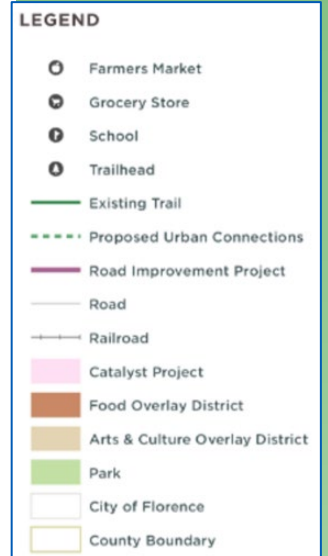 LEGEND
Farmers Market
Grocery Store
School
Trailhead
Existing Trail
Proposed Urban Connections
Road Improvement Project
Road
Railroad
Catalyst Project
Food Overlay District
Arts & Culture Overlay District
Park
City of Florence
County Boundary